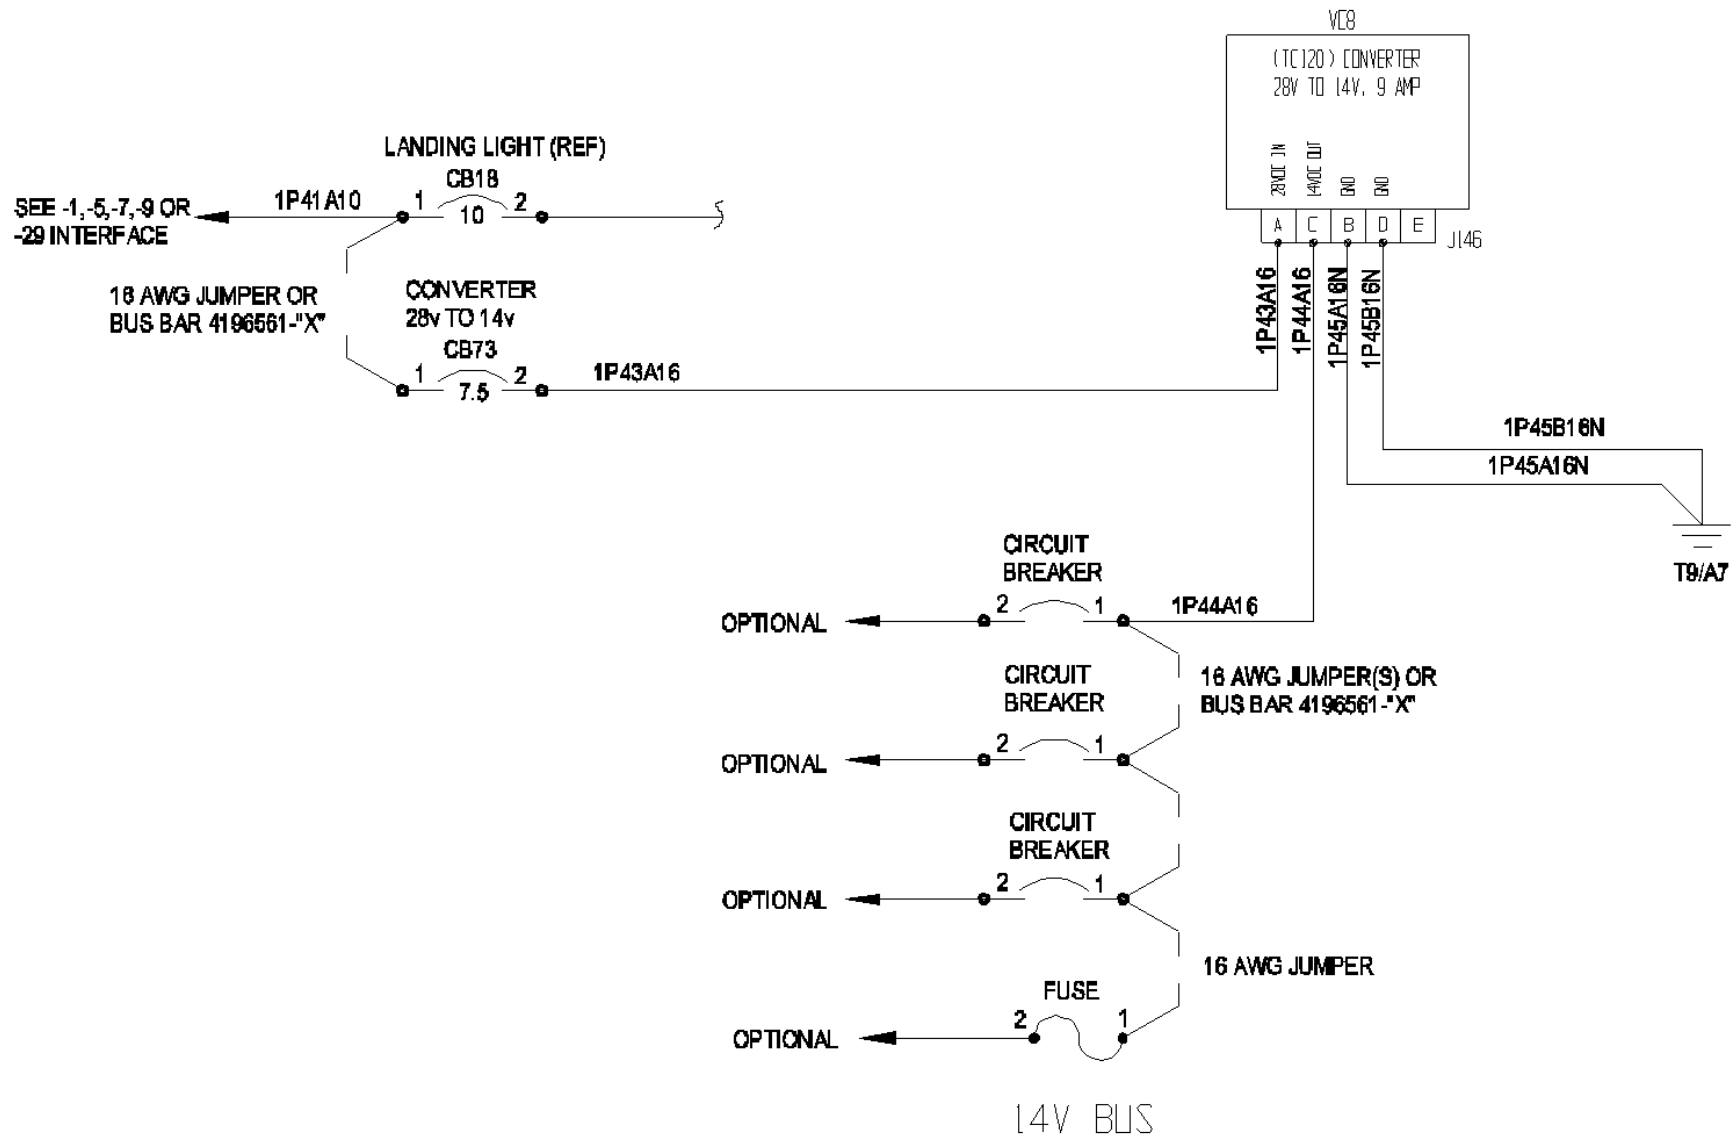 VC8
(TC120) CONVERTER
28V TO 14V, 9 AMP
28VDC IN
14VDC OUT
GND
GND
A C B D E
J146
LANDING LIGHT (REF)
CB18
1P41A10
1 10 2
SEE -1,-5,-7,-9 OR
-29 INTERFACE
16 AWG JUMPER OR
BUS BAR 4196561-"X"
CONVERTER
28v TO 14v
CB73
1 7.5 2
1P43A16
1P43A16
1P44A16
1P45A16N
1P45B16N
1P45B16N
1P45A16N
T9/A7
CIRCUIT
BREAKER
OPTIONAL
2 1
1P44A16
CIRCUIT
BREAKER
16 AWG JUMPER(S) OR
BUS BAR 4196561-"X"
OPTIONAL
2 1
CIRCUIT
BREAKER
OPTIONAL
2 1
16 AWG JUMPER
FUSE
OPTIONAL
2 1
14V BUS